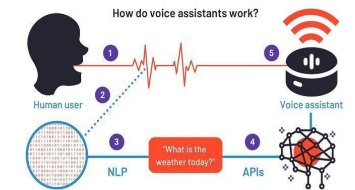 How do voice assistants work?
1
5
Human user
2
Voice assistant
3
"What is the
weather today?"
4
NLP
APIs